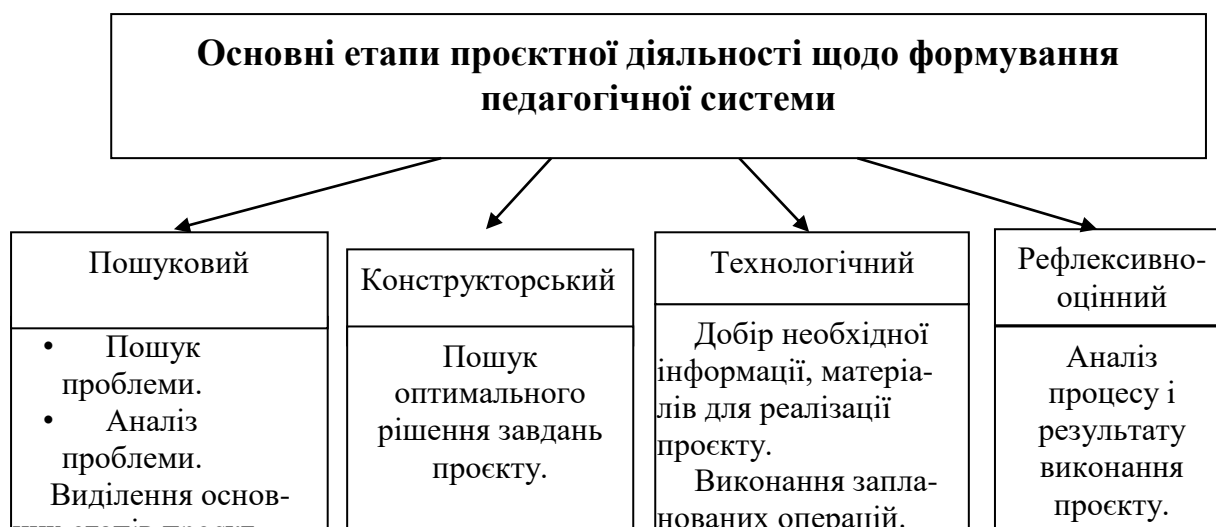 Основні етапи проєктної діяльності щодо формування
педагогічної системи
Пошуковий
• Пошук
проблеми.
• Аналіз
проблеми.
Виділення основ-
Конструкторський
Пошук
оптимального
рішення завдань
проєкту.
Технологічний
Добір необхідної
інформації, матеріа-
лів для реалізації
проєкту.
Виконання запла-
нованих операцій.
Рефлексивно-
оцінний
Аналіз
процесу і
результату
виконання
проєкту.